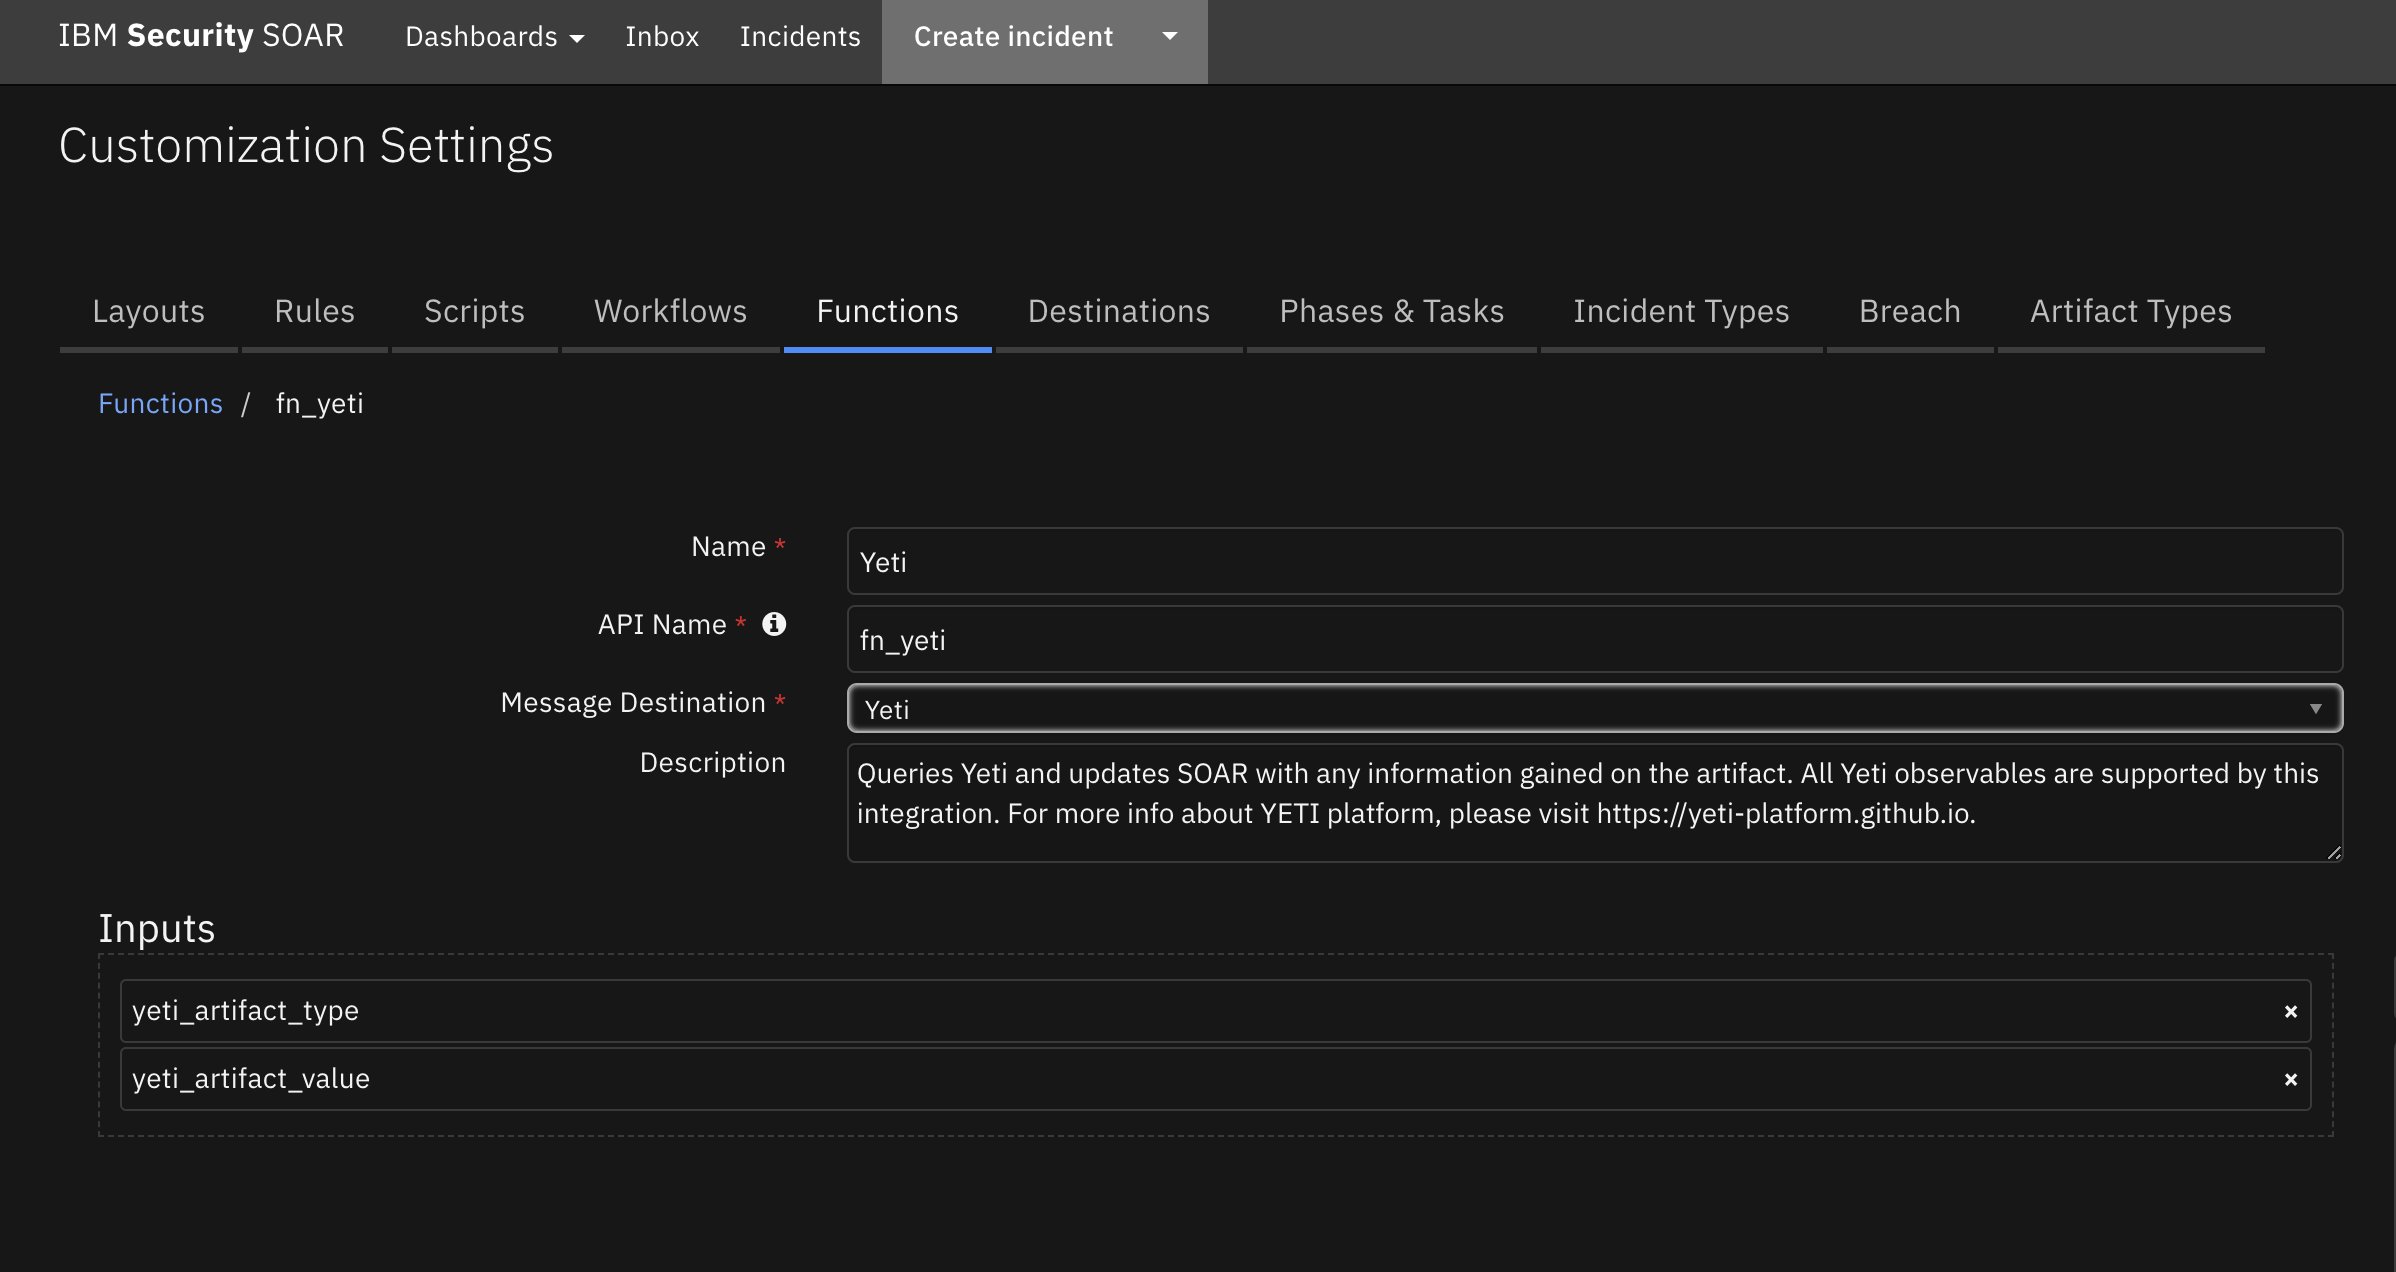 IBM Security SOAR Dashboards Inbox Incidents Create incident
Customization Settings
Layouts Rules Scripts Workflows Functions Destinations Phases & Tasks Incident Types Breach Artifact Types
Functions / fn_yeti
Name * Yeti
API Name * fn_yeti
Message Destination * Yeti
Description Queries Yeti and updates SOAR with any information gained on the artifact. All Yeti observables are supported by this
integration. For more info about YETI platform, please visit https://yeti-platform.github.io.
Inputs
yeti_artifact_type ×
yeti_artifact_value ×